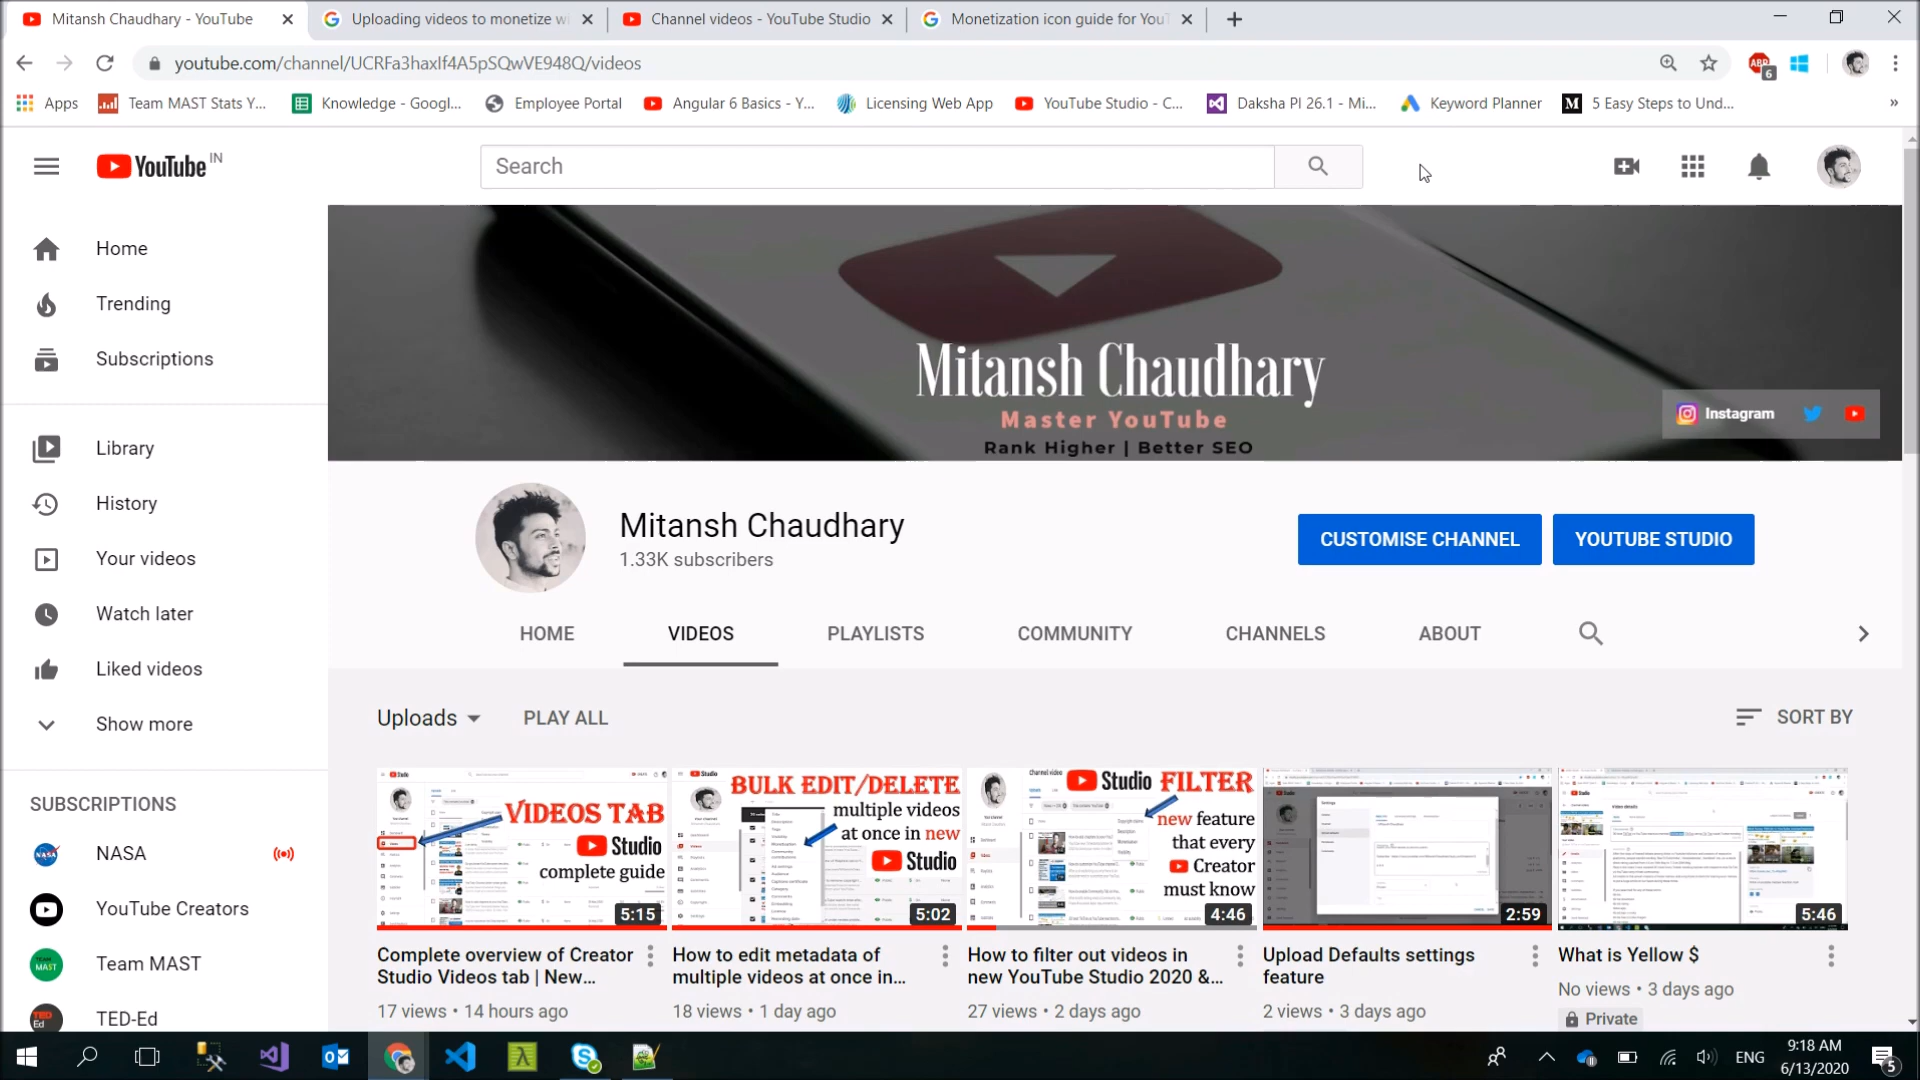 Mitansh Chaudhary - YouTube
Uploading videos to monetize wi
Channel videos - YouTube Studio
Monetization icon guide for YouT
youtube.com/channel/UCRFa3haxIf4A5pSQwVE948Q/videos
ABP
6
Apps
Team MAST Stats Y...
Knowledge - Googl...
Employee Portal
Angular 6 Basics - Y...
Licensing Web App
YouTube Studio - C...
Daksha PI 26.1 - Mi...
Keyword Planner
M
5 Easy Steps to Und...
»
YouTube IN
Search
Home
Trending
Subscriptions
Library
History
Your videos
Watch later
Liked videos
Show more
SUBSCRIPTIONS
NASA
YouTube Creators
Team MAST
TED-Ed
Mitansh Chaudhary
Master YouTube
Rank Higher | Better SEO
Instagram
Mitansh Chaudhary
1.33K subscribers
CUSTOMISE CHANNEL
YOUTUBE STUDIO
HOME
VIDEOS
PLAYLISTS
COMMUNITY
CHANNELS
ABOUT
Uploads
PLAY ALL
SORT BY
VIDEOS TAB
Studio
complete guide
5:15
Complete overview of Creator
Studio Videos tab | New...
17 views • 14 hours ago
BULK EDIT/DELETE
multiple videos
at once in new
Studio
5:02
How to edit metadata of
multiple videos at once in...
18 views • 1 day ago
Studio FILTER
new feature
that every
Creator
must know
4:46
How to filter out videos in
new YouTube Studio 2020 &...
27 views • 2 days ago
2:59
Upload Defaults settings
feature
2 views • 3 days ago
5:46
What is Yellow $
No views • 3 days ago
Private
ENG
9:18 AM
6/13/2020
5